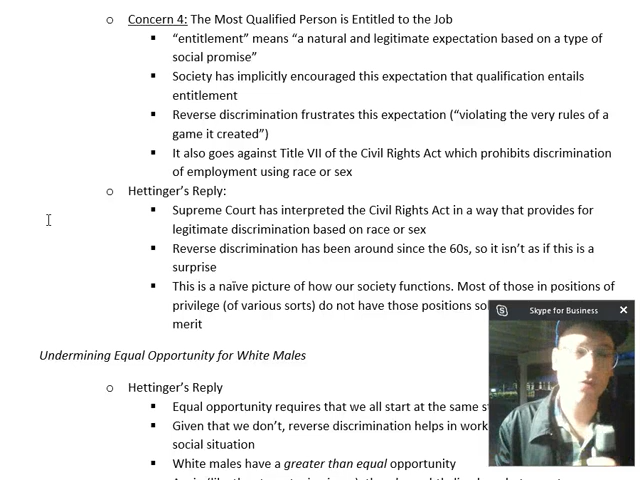 o Concern 4: The Most Qualified Person is Entitled to the Job
▪ “entitlement” means “a natural and legitimate expectation based on a type of
social promise”
▪ Society has implicitly encouraged this expectation that qualification entails
entitlement
▪ Reverse discrimination frustrates this expectation (“violating the very rules of a
game it created”)
▪ It also goes against Title VII of the Civil Rights Act which prohibits discrimination
of employment using race or sex
o Hettinger’s Reply:
▪ Supreme Court has interpreted the Civil Rights Act in a way that provides for
legitimate discrimination based on race or sex
▪ Reverse discrimination has been around since the 60s, so it isn’t as if this is a
surprise
▪ This is a naïve picture of how our society functions. Most of those in positions of
privilege (of various sorts) do not have those positions so
merit
Skype for Business
Undermining Equal Opportunity for White Males
o Hettinger’s Reply
▪ Equal opportunity requires that we all start at the same
▪ Given that we don’t, reverse discrimination helps in work
social situation
▪ White males have a greater than equal opportunity